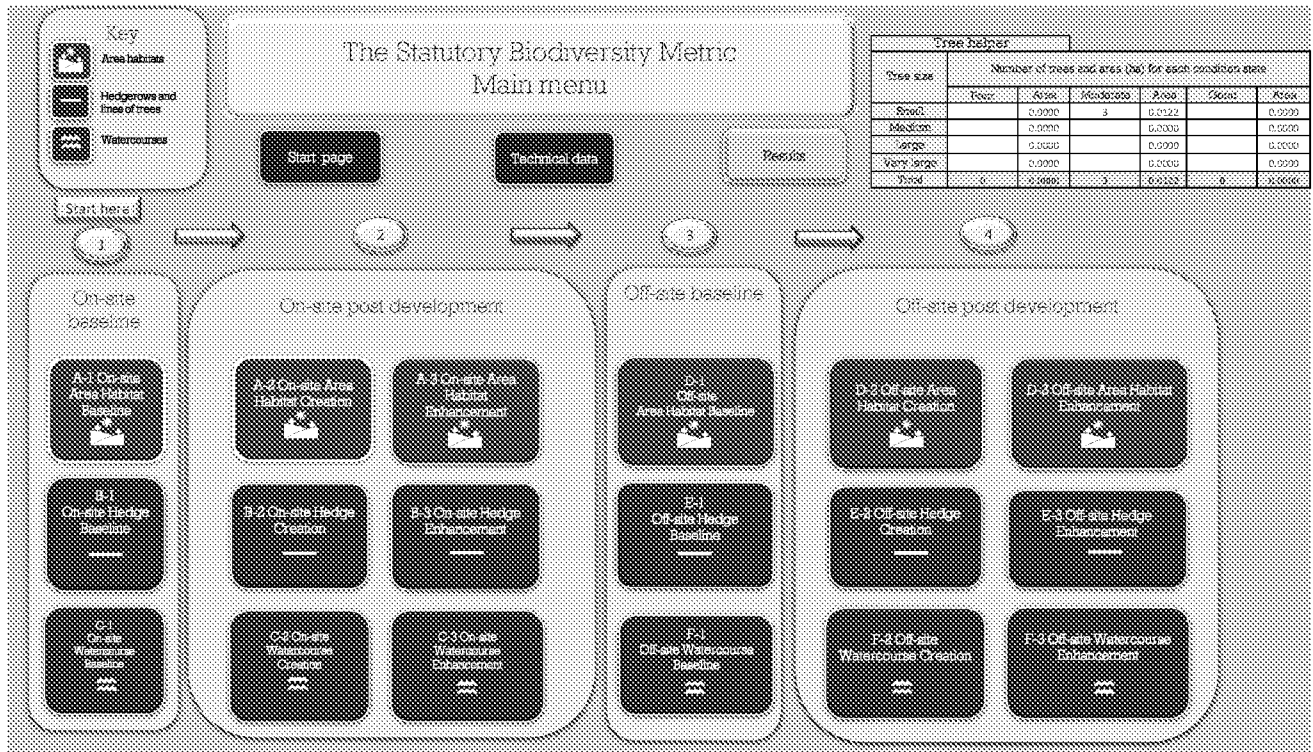 Key
Area habitats
Hedgerows and
lines of trees
Watercourses
The Statutory Biodiversity Metric
Main menu
Start page
Technical data
Results
Tree helper
Tree size
Number of trees and area (ha) for each condition state
Poor Area Moderate Area Good Area
Small 0.0000 3 0.0122 0.0000
Medium 0.0000 0.0000 0.0000
Large 0.0000 0.0000 0.0000
Very large 0.0000 0.0000 0.0000
Total 0 0.0000 3 0.0122 0 0.0000
Start here
1
2
3
4
On-site
baseline
A-1 On-site
Area Habitat
Baseline
B-1
On-site Hedge
Baseline
C-1
On-site
Watercourse
Baseline
On-site post development
A-2 On-site Area
Habitat Creation
A-3 On-site Area
Habitat
Enhancement
B-2 On-site Hedge
Creation
B-3 On-site Hedge
Enhancement
C-2 On-site
Watercourse
Creation
C-3 On-site
Watercourse
Enhancement
Off-site baseline
D-1
Off-site
Area Habitat Baseline
E-1
Off-site Hedge
Baseline
F-1
Off-site Watercourse
Baseline
Off-site post development
D-2 Off-site Area
Habitat Creation
D-3 Off-site Area Habitat
Enhancement
E-2 Off-site Hedge
Creation
E-3 Off-site Hedge
Enhancement
F-2 Off-site
Watercourse Creation
F-3 Off-site Watercourse
Enhancement